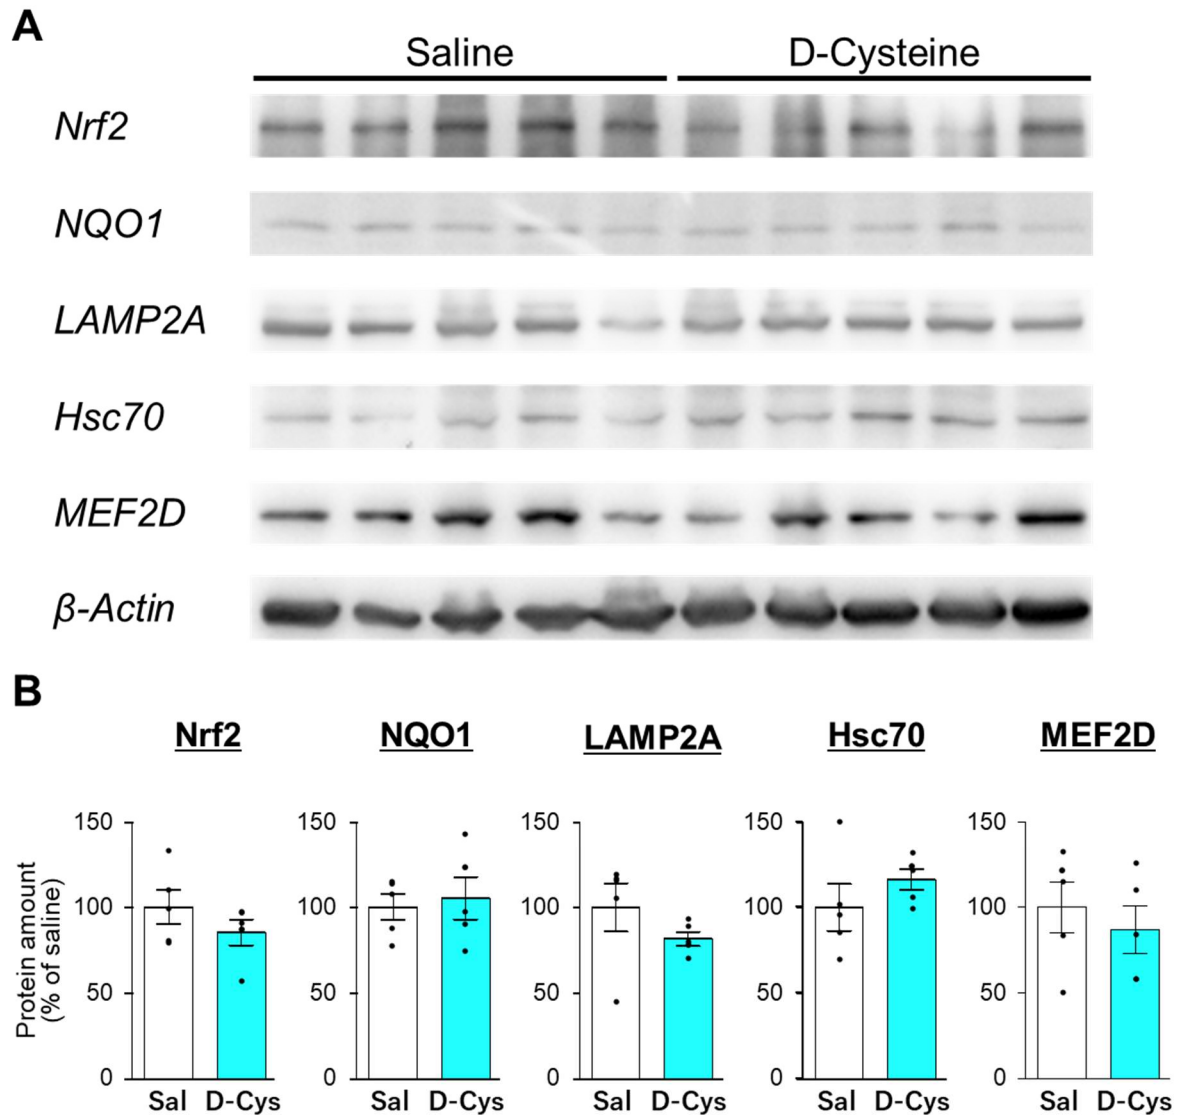 A
Saline D-Cysteine
Nrf2
NQO1
LAMP2A
Hsc70
MEF2D
β-Actin
B
Nrf2 NQO1 LAMP2A Hsc70 MEF2D
Protein amount
(% of saline)
150 150 150 150 150
100 100 100 100 100
50 50 50 50 50
0 0 0 0 0
Sal D-Cys Sal D-Cys Sal D-Cys Sal D-Cys Sal D-Cys